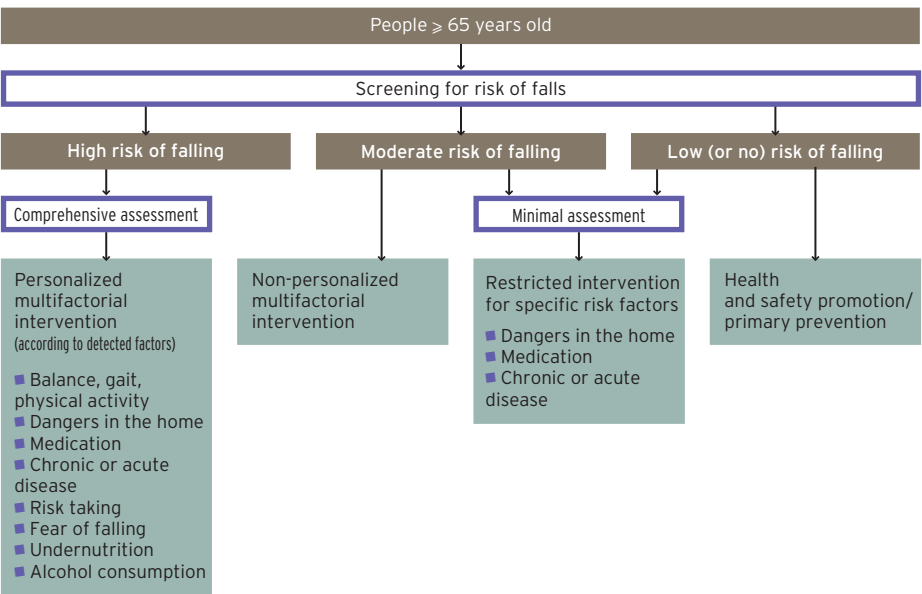 People ⩾ 65 years old
Screening for risk of falls
High risk of falling
Moderate risk of falling
Low (or no) risk of falling
Comprehensive assessment
Minimal assessment
Personalized
multifactorial
intervention
(according to detected factors)
■ Balance, gait,
physical activity
■ Dangers in the home
■ Medication
■ Chronic or acute
disease
■ Risk taking
■ Fear of falling
■ Undernutrition
■ Alcohol consumption
Non-personalized
multifactorial
intervention
Restricted intervention
for specific risk factors
■ Dangers in the home
■ Medication
■ Chronic or acute
disease
Health
and safety promotion/
primary prevention